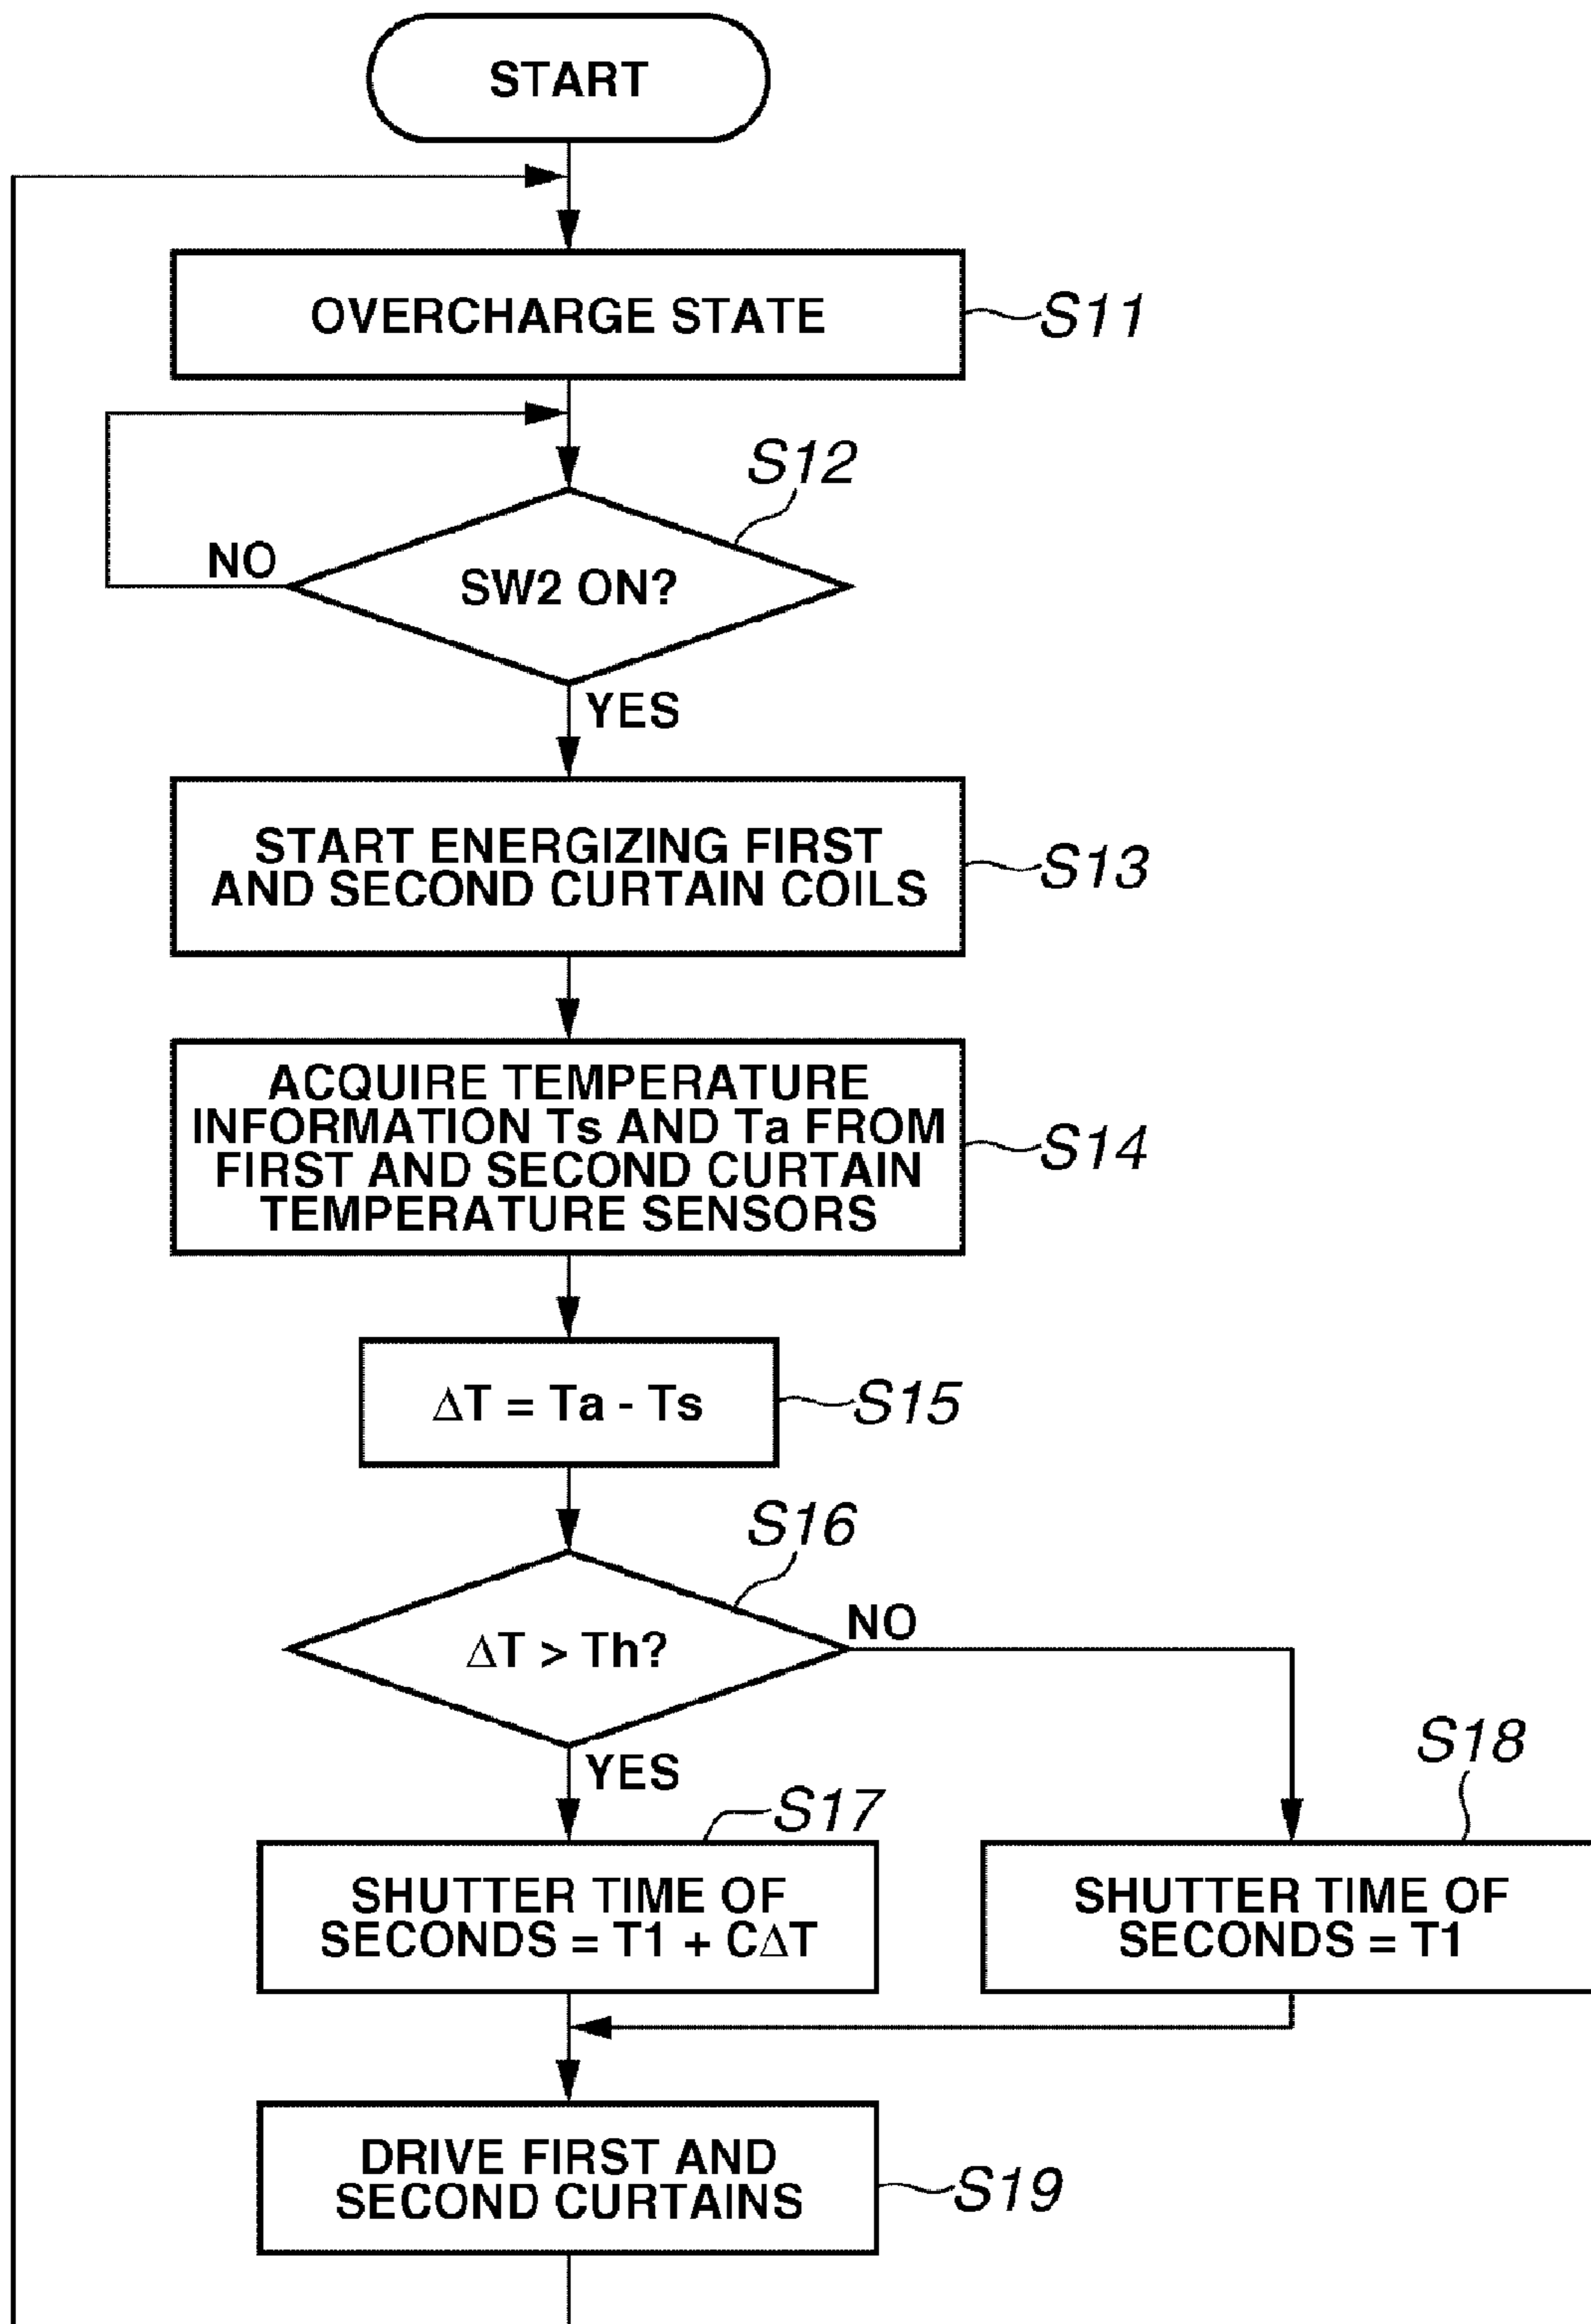 START
OVERCHARGE STATE
S11
S12
NO
SW2 ON?
YES
START ENERGIZING FIRST
AND SECOND CURTAIN COILS
S13
ACQUIRE TEMPERATURE
INFORMATION Ts AND Ta FROM
FIRST AND SECOND CURTAIN
TEMPERATURE SENSORS
S14
ΔT = Ta - Ts
S15
S16
NO
ΔT > Th?
YES
S17
S18
SHUTTER TIME OF
SECONDS = T1 + CΔT
SHUTTER TIME OF
SECONDS = T1
DRIVE FIRST AND
SECOND CURTAINS
S19